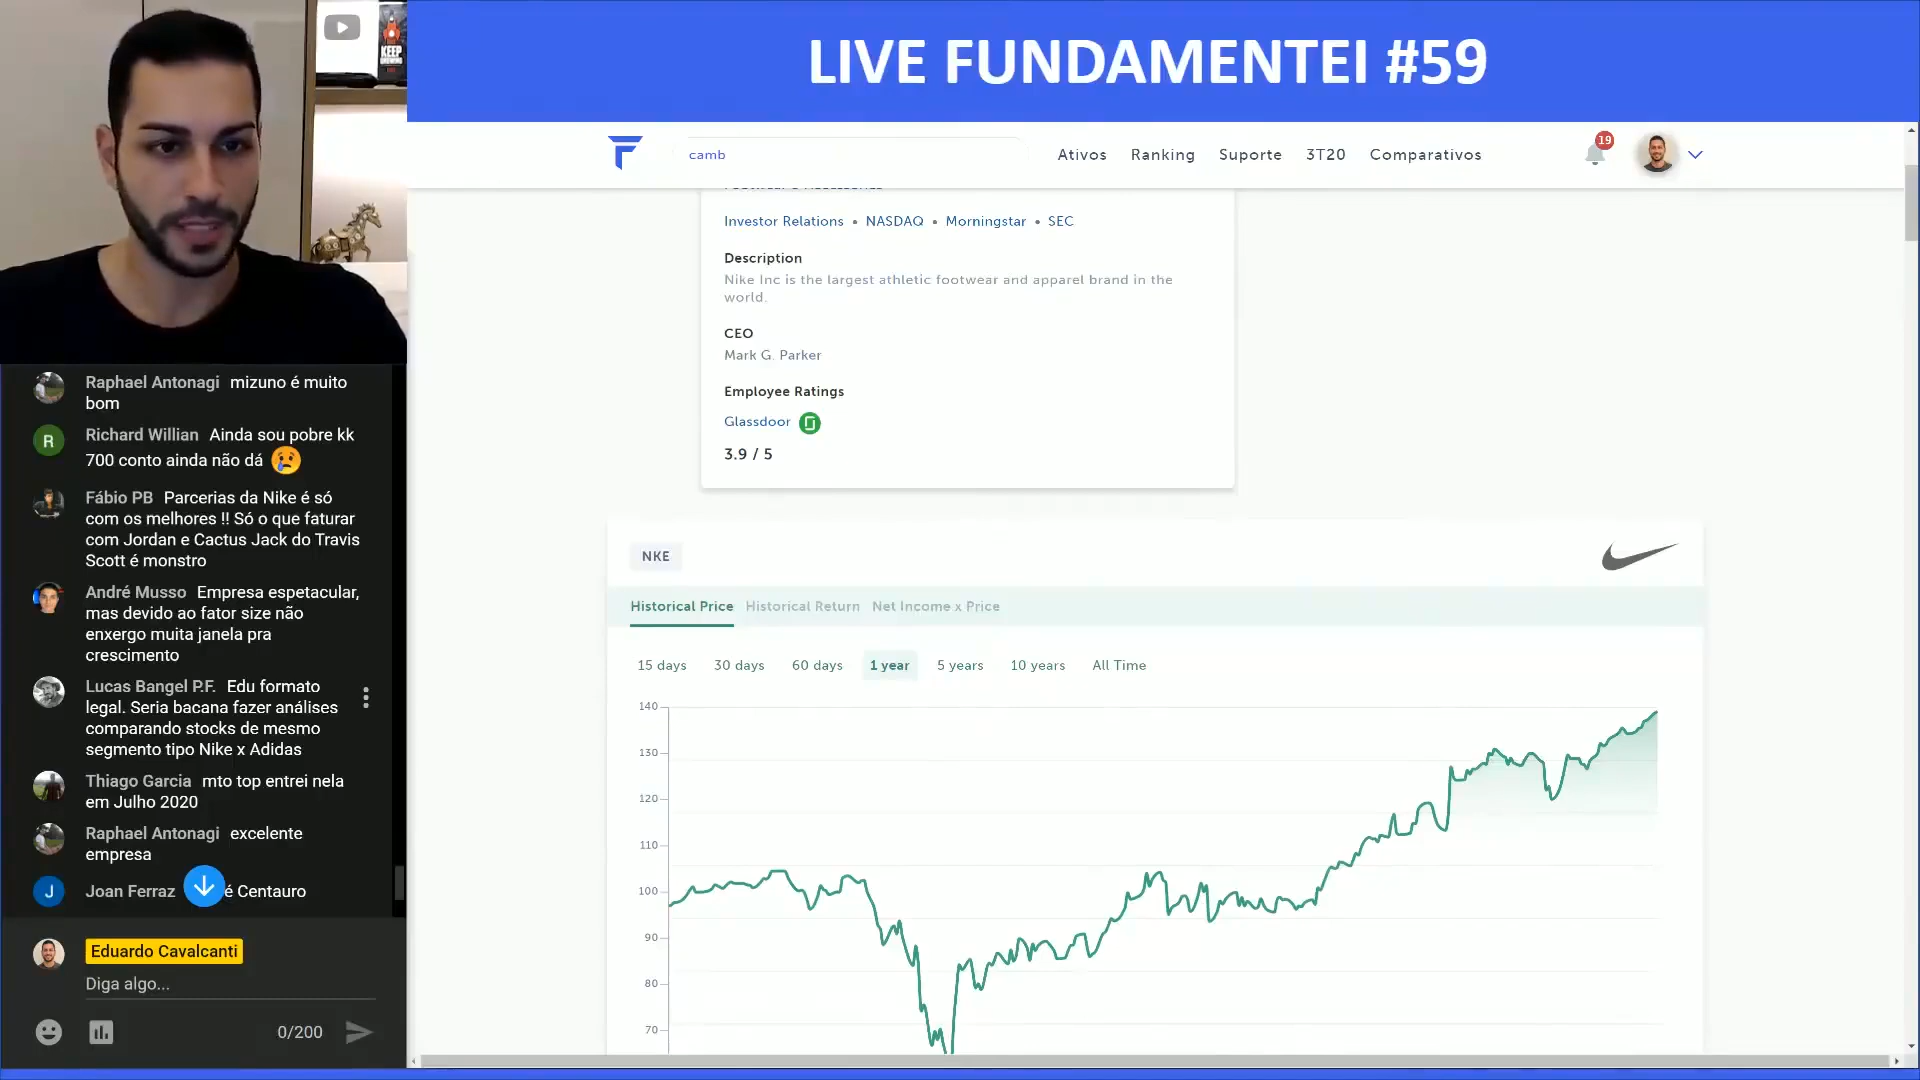 KEEP
LIVE FUNDAMENTEI #59
camb
Ativos
Ranking
Suporte
3T20
Comparativos
19
Investor Relations • NASDAQ • Morningstar • SEC
Description
Nike Inc is the largest athletic footwear and apparel brand in the
world.
CEO
Mark G. Parker
Employee Ratings
Glassdoor
3.9 / 5
NKE
Historical Price
Historical Return
Net Income x Price
15 days
30 days
60 days
1 year
5 years
10 years
All Time
140
130
120
110
100
90
80
70
Raphael Antonagi mizuno é muito
bom
R
Richard Willian Ainda sou pobre kk
700 conto ainda não dá 😢
Fábio PB Parcerias da Nike é só
com os melhores !! Só o que faturar
com Jordan e Cactus Jack do Travis
Scott é monstro
André Musso Empresa espetacular,
mas devido ao fator size não
enxergo muita janela pra
crescimento
Lucas Bangel P.F. Edu formato
legal. Seria bacana fazer análises
comparando stocks de mesmo
segmento tipo Nike x Adidas
Thiago Garcia mto top entrei nela
em Julho 2020
Raphael Antonagi excelente
empresa
J
Joan Ferraz é Centauro
Eduardo Cavalcanti
Diga algo...
0/200